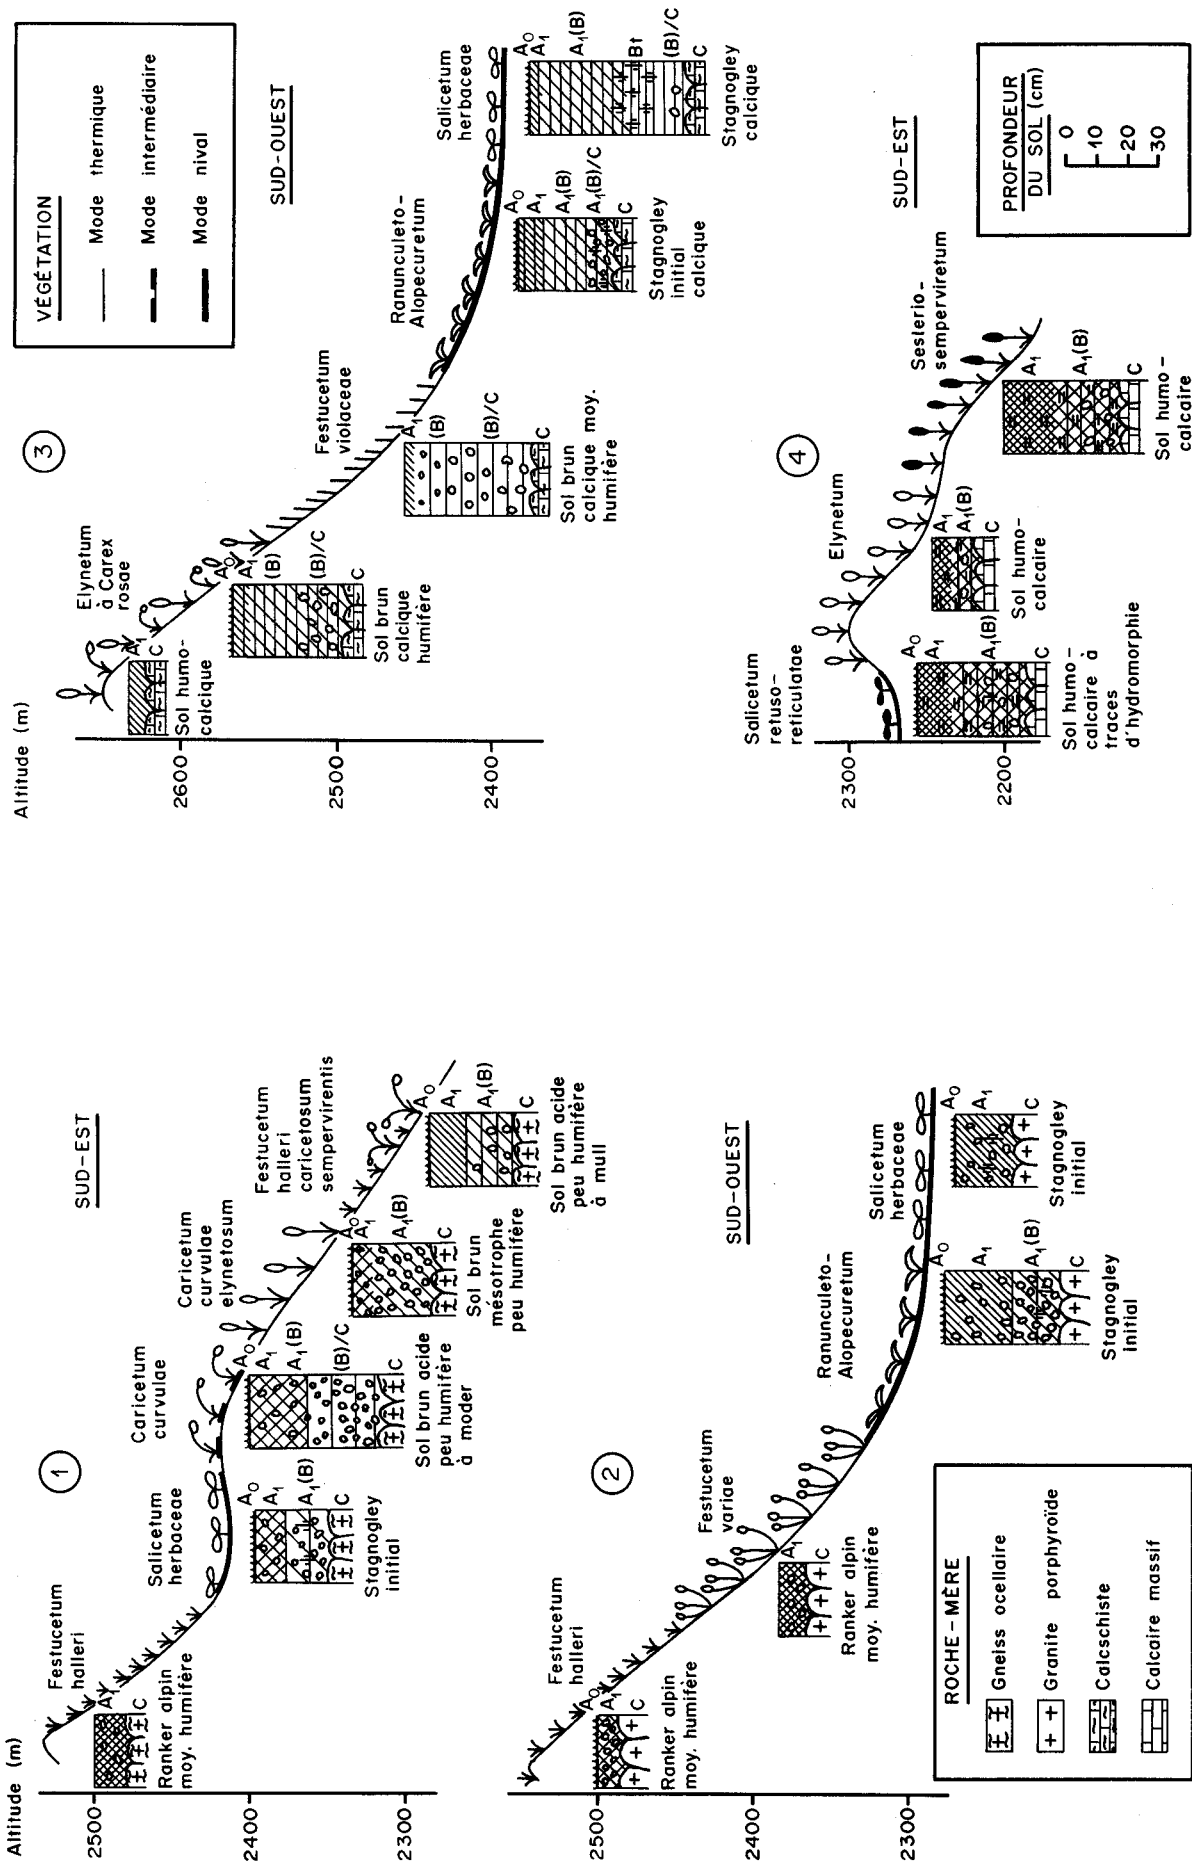 Altitude (m)
2500
2400
2300
1
SUD-EST
Festucetum
halleri
A1
C
Ranker alpin
moy. humifère
Salicetum
herbaceae
A0
A1
A1(B)
C
Stagnogley
initial
Caricetum
curvulae
A0
A1
A1(B)
(B)/C
C
Sol brun acide
peu humifère
à moder
Caricetum
curvulae
elynetosum
A0
A1
A1(B)
C
Sol brun
mésotrophe
peu humifère
Festucetum
halleri
caricetosum
sempervirentis
A0
A1
A1(B)
C
Sol brun acide
peu humifère
à mull
2500
2400
2300
2
SUD-OUEST
Festucetum
halleri
A0
A1
C
Ranker alpin
moy. humifère
Festucetum
variae
A1
C
Ranker alpin
moy. humifère
Ranunculeto-
Alopecuretum
A0
A1
A1(B)
C
Stagnogley
initial
Salicetum
herbaceae
A0
A1
C
Stagnogley
initial
ROCHE-MÈRE
Gneiss ocellaire
Granite porphyroïde
Calcschiste
Calcaire massif
Altitude (m)
2600
2500
2400
3
SUD-OUEST
Elynetum
à Carex
rosae
A1
C
Sol humo-
calcique
A0
A1
(B)
(B)/C
C
Sol brun
calcique
humifère
Festucetum
violaceae
A1
(B)
(B)/C
C
Sol brun
calcique moy.
humifère
Ranunculeto-
Alopecuretum
A0
A1
A1(B)
A1(B)/C
C
Stagnogley
initial
calcique
Salicetum
herbaceae
A0
A1
A1(B)
Bt
(B)/C
C
Stagnogley
calcique
VÉGÉTATION
Mode thermique
Mode intermédiaire
Mode nival
2300
2200
4
SUD-EST
Salicetum
retuso-
reticulatae
A0
A1
A1(B)
C
Sol humo-
calcaire à
traces
d'hydromorphie
Elynetum
A1
A1(B)
C
Sol humo-
calcaire
Seslerio-
semperviretum
A1
A1(B)
C
Sol humo-
calcaire
PROFONDEUR
DU SOL (cm)
0
10
20
30